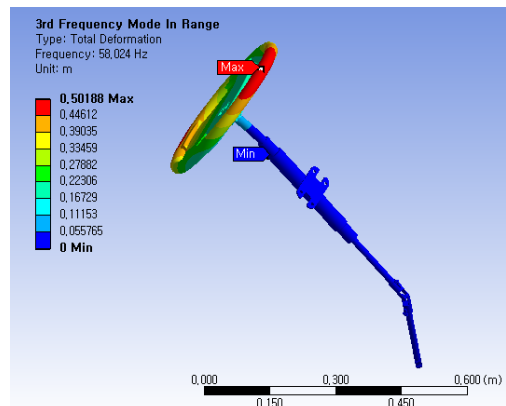 3rd Frequency Mode In Range
Type: Total Deformation
Frequency: 58,024 Hz
Unit: m
0,50188 Max
0,44612
0,39035
0,33459
0,27882
0,22306
0,16729
0,11153
0,055765
0 Min
Max
Min
0,000 0,300 0,600 (m)
0,150 0,450